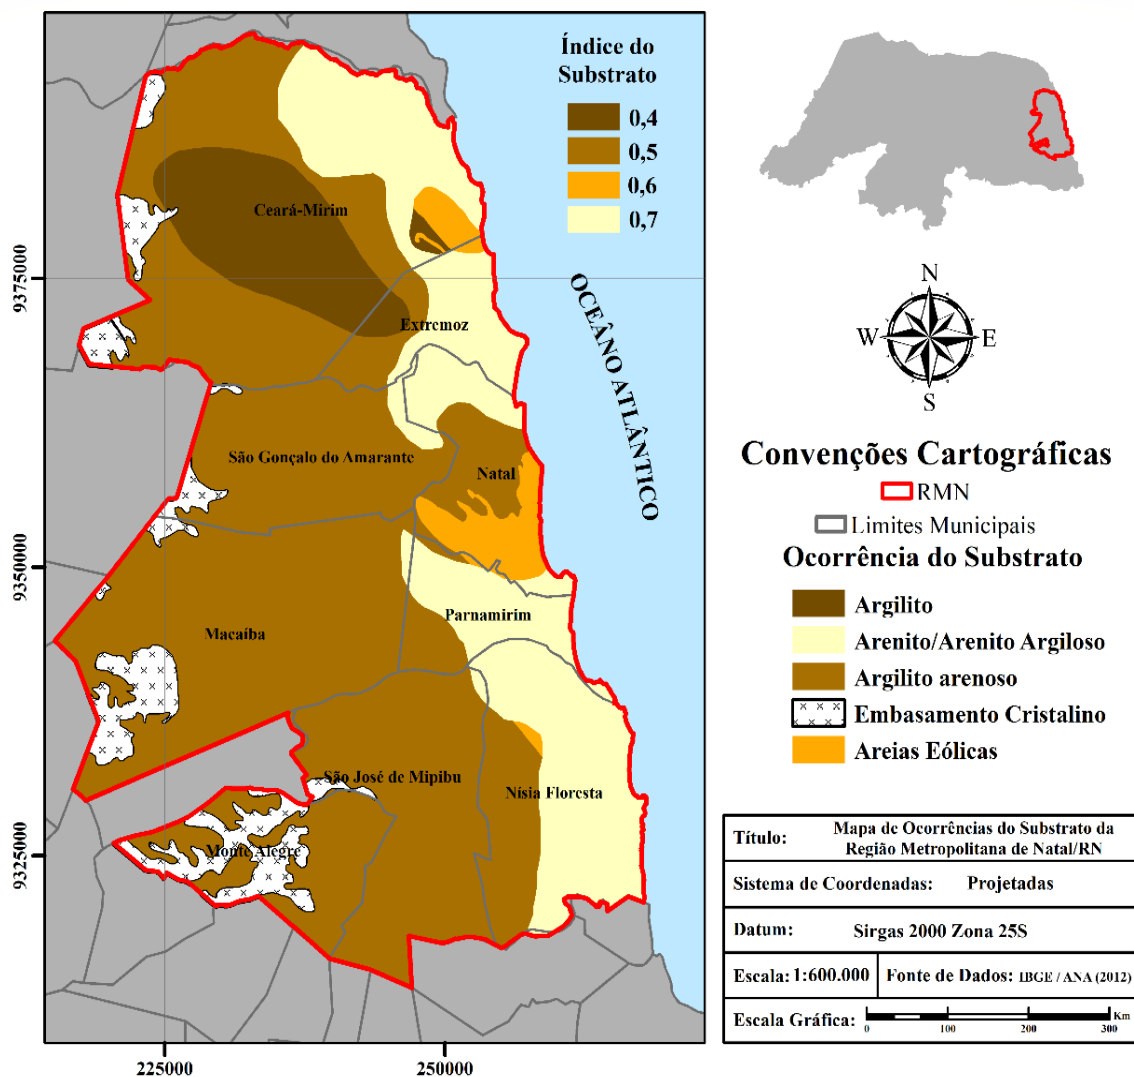 Índice do
Substrato
0,4
0,5
0,6
0,7
Ceará-Mirim
Extremoz
OCEÂNO ATLÂNTICO
São Gonçalo do Amarante
Natal
Parnamirim
Macaíba
São José de Mipibu
Nísia Floresta
Monte Alegre
9375000
9350000
9325000
225000
250000
N
W
E
S
Convenções Cartográficas
RMN
Limites Municipais
Ocorrência do Substrato
Argilito
Arenito/Arenito Argiloso
Argilito arenoso
Embasamento Cristalino
Areias Eólicas
Título: Mapa de Ocorrências do Substrato da
Região Metropolitana de Natal/RN
Sistema de Coordenadas: Projetadas
Datum: Sirgas 2000 Zona 25S
Escala: 1:600.000 Fonte de Dados: IBGE / ANA (2012)
Escala Gráfica: 0 100 200 300 Km